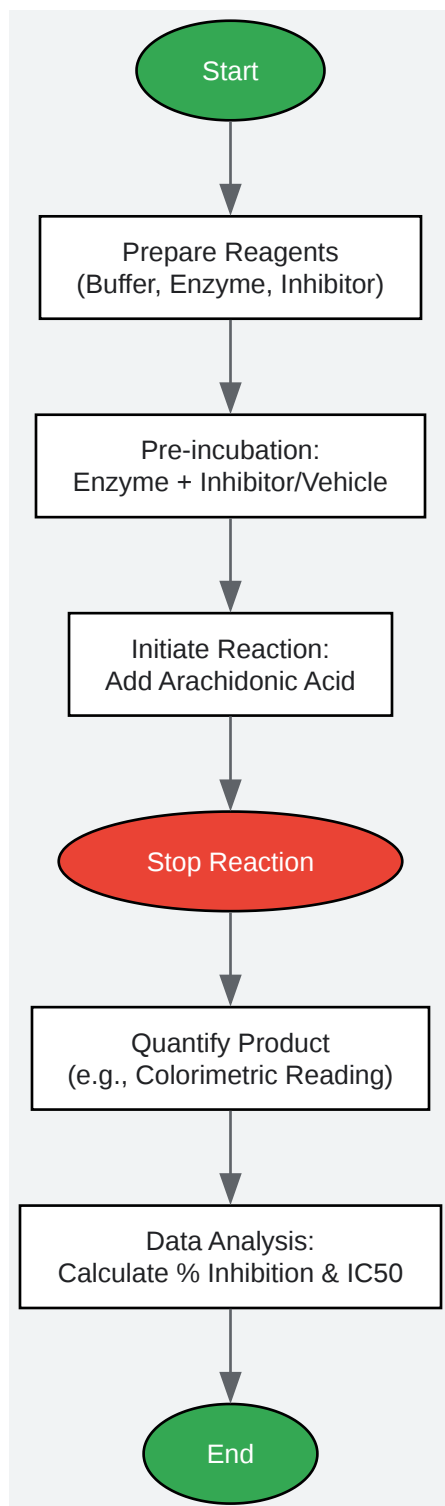 Start
Prepare Reagents
(Buffer, Enzyme, Inhibitor)
Pre-incubation:
Enzyme + Inhibitor/Vehicle
Initiate Reaction:
Add Arachidonic Acid
Stop Reaction
Quantify Product
(e.g., Colorimetric Reading)
Data Analysis:
Calculate % Inhibition & IC50
End